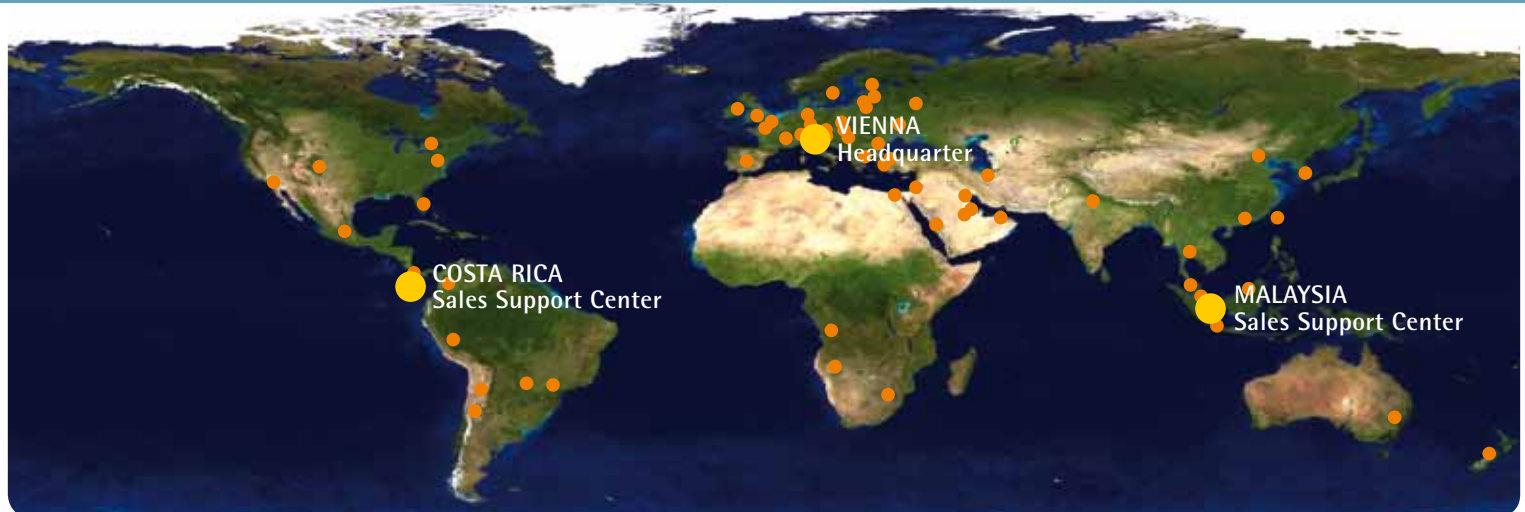 VIENNA
Headquarter
COSTA RICA
Sales Support Center
MALAYSIA
Sales Support Center